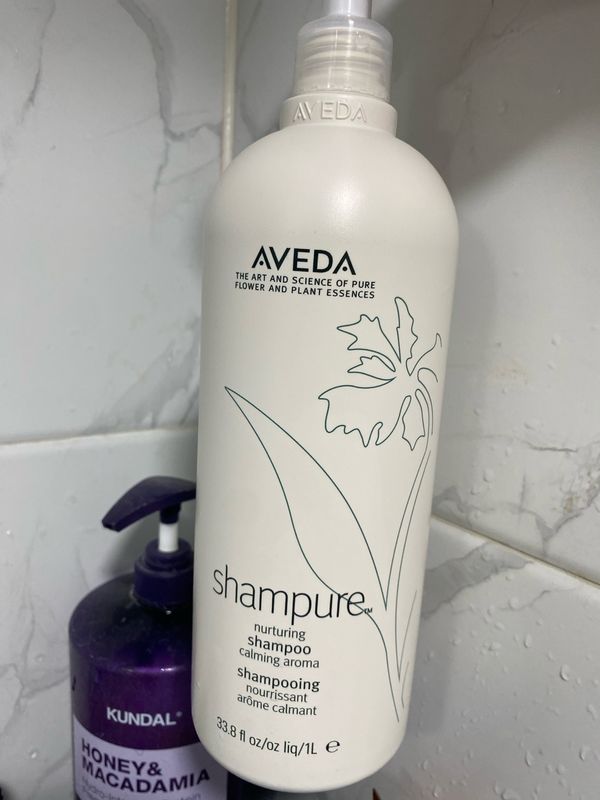 AVEDA
AVEDA
THE ART AND SCIENCE OF PURE
FLOWER AND PLANT ESSENCES
shampure™
nurturing
shampoo
calming aroma
shampooing
nourrissant
arôme calmant
33.8 fl oz/oz liq/1L ℮
KUNDAL®
HONEY&
MACADAMIA